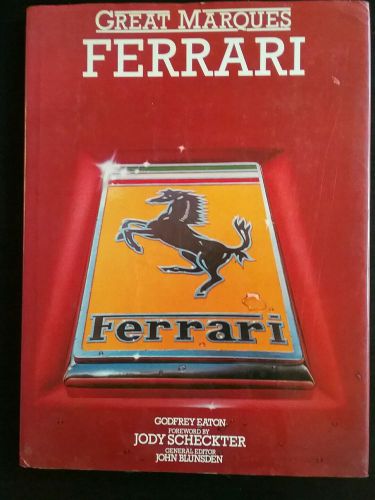 GREAT MARQUES
FERRARI
Ferrari
GODFREY EATON
FOREWORD BY
JODY SCHECKTER
GENERAL EDITOR
JOHN BLUNSDEN